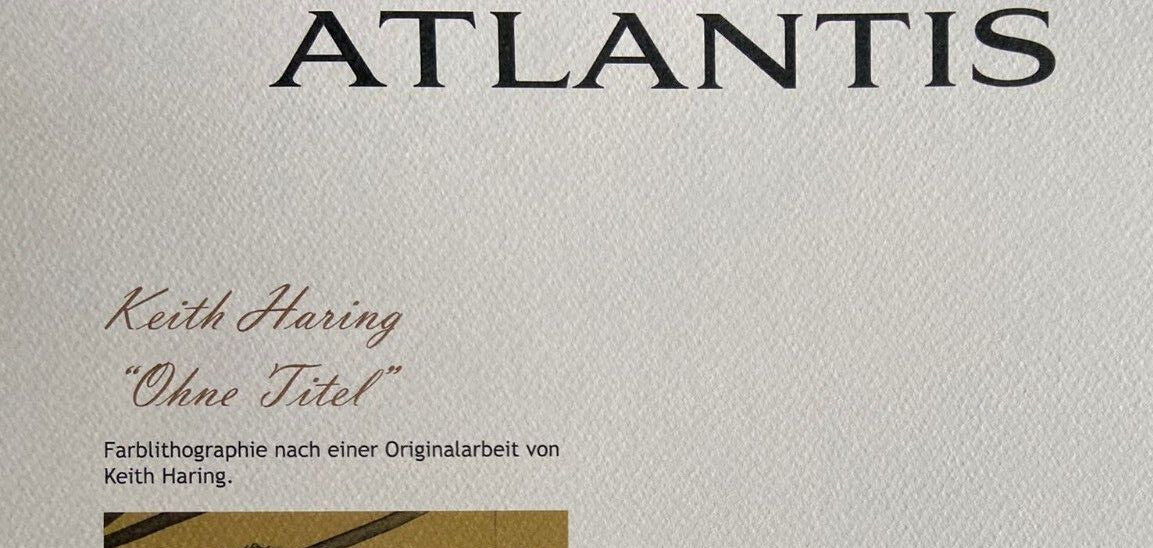 ATLANTIS
Keith Haring
“Ohne Titel”
Farblithographie nach einer Originalarbeit von
Keith Haring.